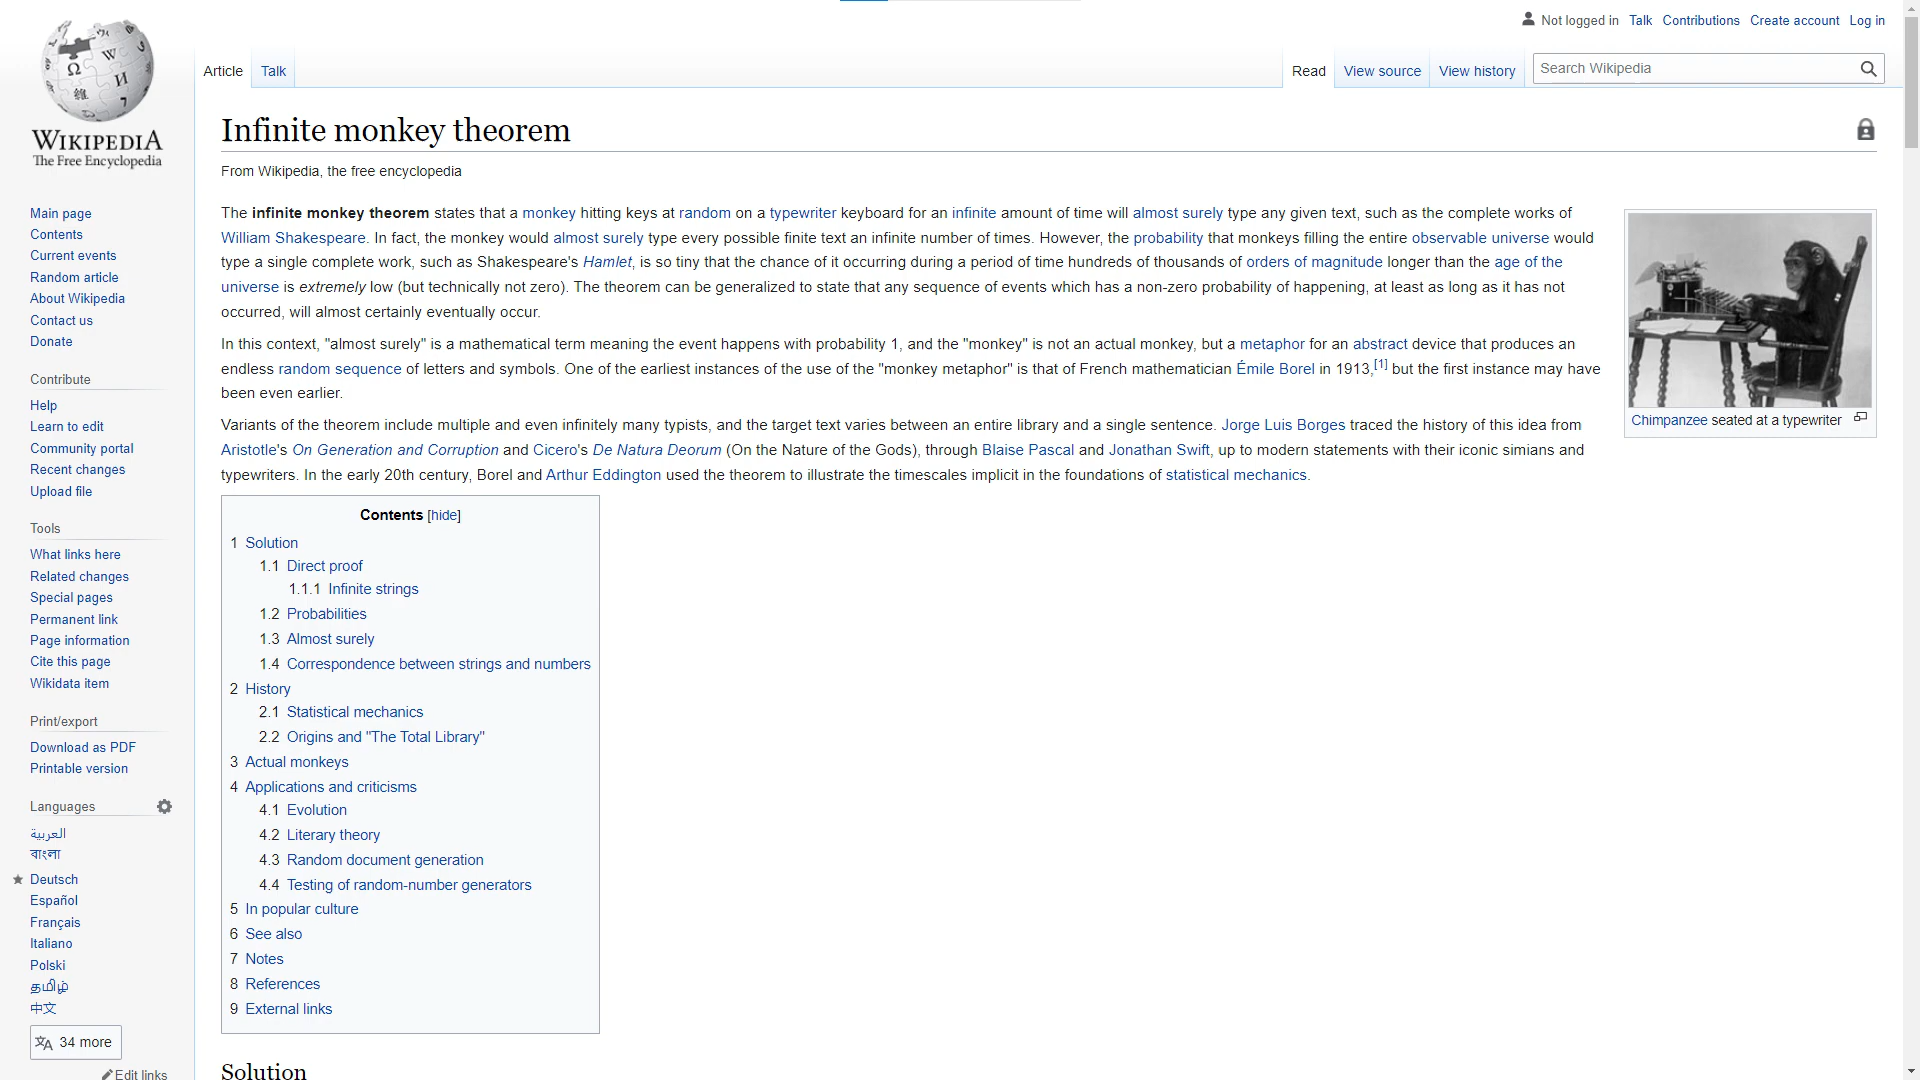 WIKIPEDIA
The Free Encyclopedia
Main page
Contents
Current events
Random article
About Wikipedia
Contact us
Donate
Contribute
Help
Learn to edit
Community portal
Recent changes
Upload file
Tools
What links here
Related changes
Special pages
Permanent link
Page information
Cite this page
Wikidata item
Print/export
Download as PDF
Printable version
Languages
العربية
বাংলা
Deutsch
Español
Français
Italiano
Polski
தமிழ்
中文
34 more
Edit links
Not logged in Talk Contributions Create account Log in
Article Talk Read View source View history Search Wikipedia
Infinite monkey theorem
From Wikipedia, the free encyclopedia
The infinite monkey theorem states that a monkey hitting keys at random on a typewriter keyboard for an infinite amount of time will almost surely type any given text, such as the complete works of
William Shakespeare. In fact, the monkey would almost surely type every possible finite text an infinite number of times. However, the probability that monkeys filling the entire observable universe would
type a single complete work, such as Shakespeare's Hamlet, is so tiny that the chance of it occurring during a period of time hundreds of thousands of orders of magnitude longer than the age of the
universe is extremely low (but technically not zero). The theorem can be generalized to state that any sequence of events which has a non-zero probability of happening, at least as long as it has not
occurred, will almost certainly eventually occur.
In this context, "almost surely" is a mathematical term meaning the event happens with probability 1, and the "monkey" is not an actual monkey, but a metaphor for an abstract device that produces an
endless random sequence of letters and symbols. One of the earliest instances of the use of the "monkey metaphor" is that of French mathematician Émile Borel in 1913,[1] but the first instance may have
been even earlier.
Variants of the theorem include multiple and even infinitely many typists, and the target text varies between an entire library and a single sentence. Jorge Luis Borges traced the history of this idea from
Aristotle's On Generation and Corruption and Cicero's De Natura Deorum (On the Nature of the Gods), through Blaise Pascal and Jonathan Swift, up to modern statements with their iconic simians and
typewriters. In the early 20th century, Borel and Arthur Eddington used the theorem to illustrate the timescales implicit in the foundations of statistical mechanics.
Chimpanzee seated at a typewriter
Contents [hide]
1 Solution
1.1 Direct proof
1.1.1 Infinite strings
1.2 Probabilities
1.3 Almost surely
1.4 Correspondence between strings and numbers
2 History
2.1 Statistical mechanics
2.2 Origins and "The Total Library"
3 Actual monkeys
4 Applications and criticisms
4.1 Evolution
4.2 Literary theory
4.3 Random document generation
4.4 Testing of random-number generators
5 In popular culture
6 See also
7 Notes
8 References
9 External links
Solution